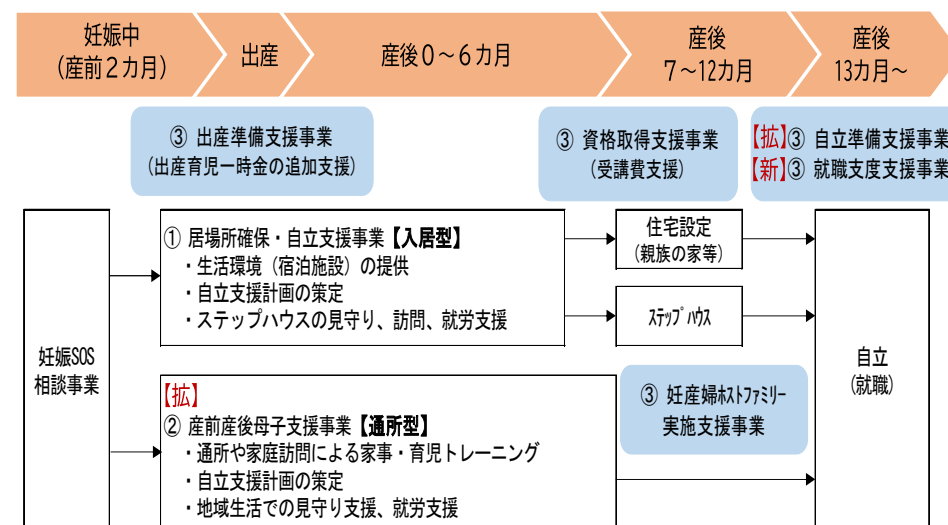 妊娠中
(産前２カ月)
出産
産後０～６カ月
産後
７～12カ月
産後
13カ月～
③ 出産準備支援事業
(出産育児一時金の追加支援)
③ 資格取得支援事業
(受講費支援)
【拡】③ 自立準備支援事業
【新】③ 就職支度支援事業
妊娠SOS
相談事業
① 居場所確保・自立支援事業【入居型】
・生活環境（宿泊施設）の提供
・自立支援計画の策定
・ステップハウスの見守り、訪問、就労支援
住宅設定
(親族の家等)
ｽﾃｯﾌﾟﾊｳｽ
自立
(就職)
【拡】
② 産前産後母子支援事業【通所型】
・通所や家庭訪問による家事・育児トレーニング
・自立支援計画の策定
・地域生活での見守り支援、就労支援
③ 妊産婦ﾎｽﾄﾌｧﾐﾘｰ
実施支援事業